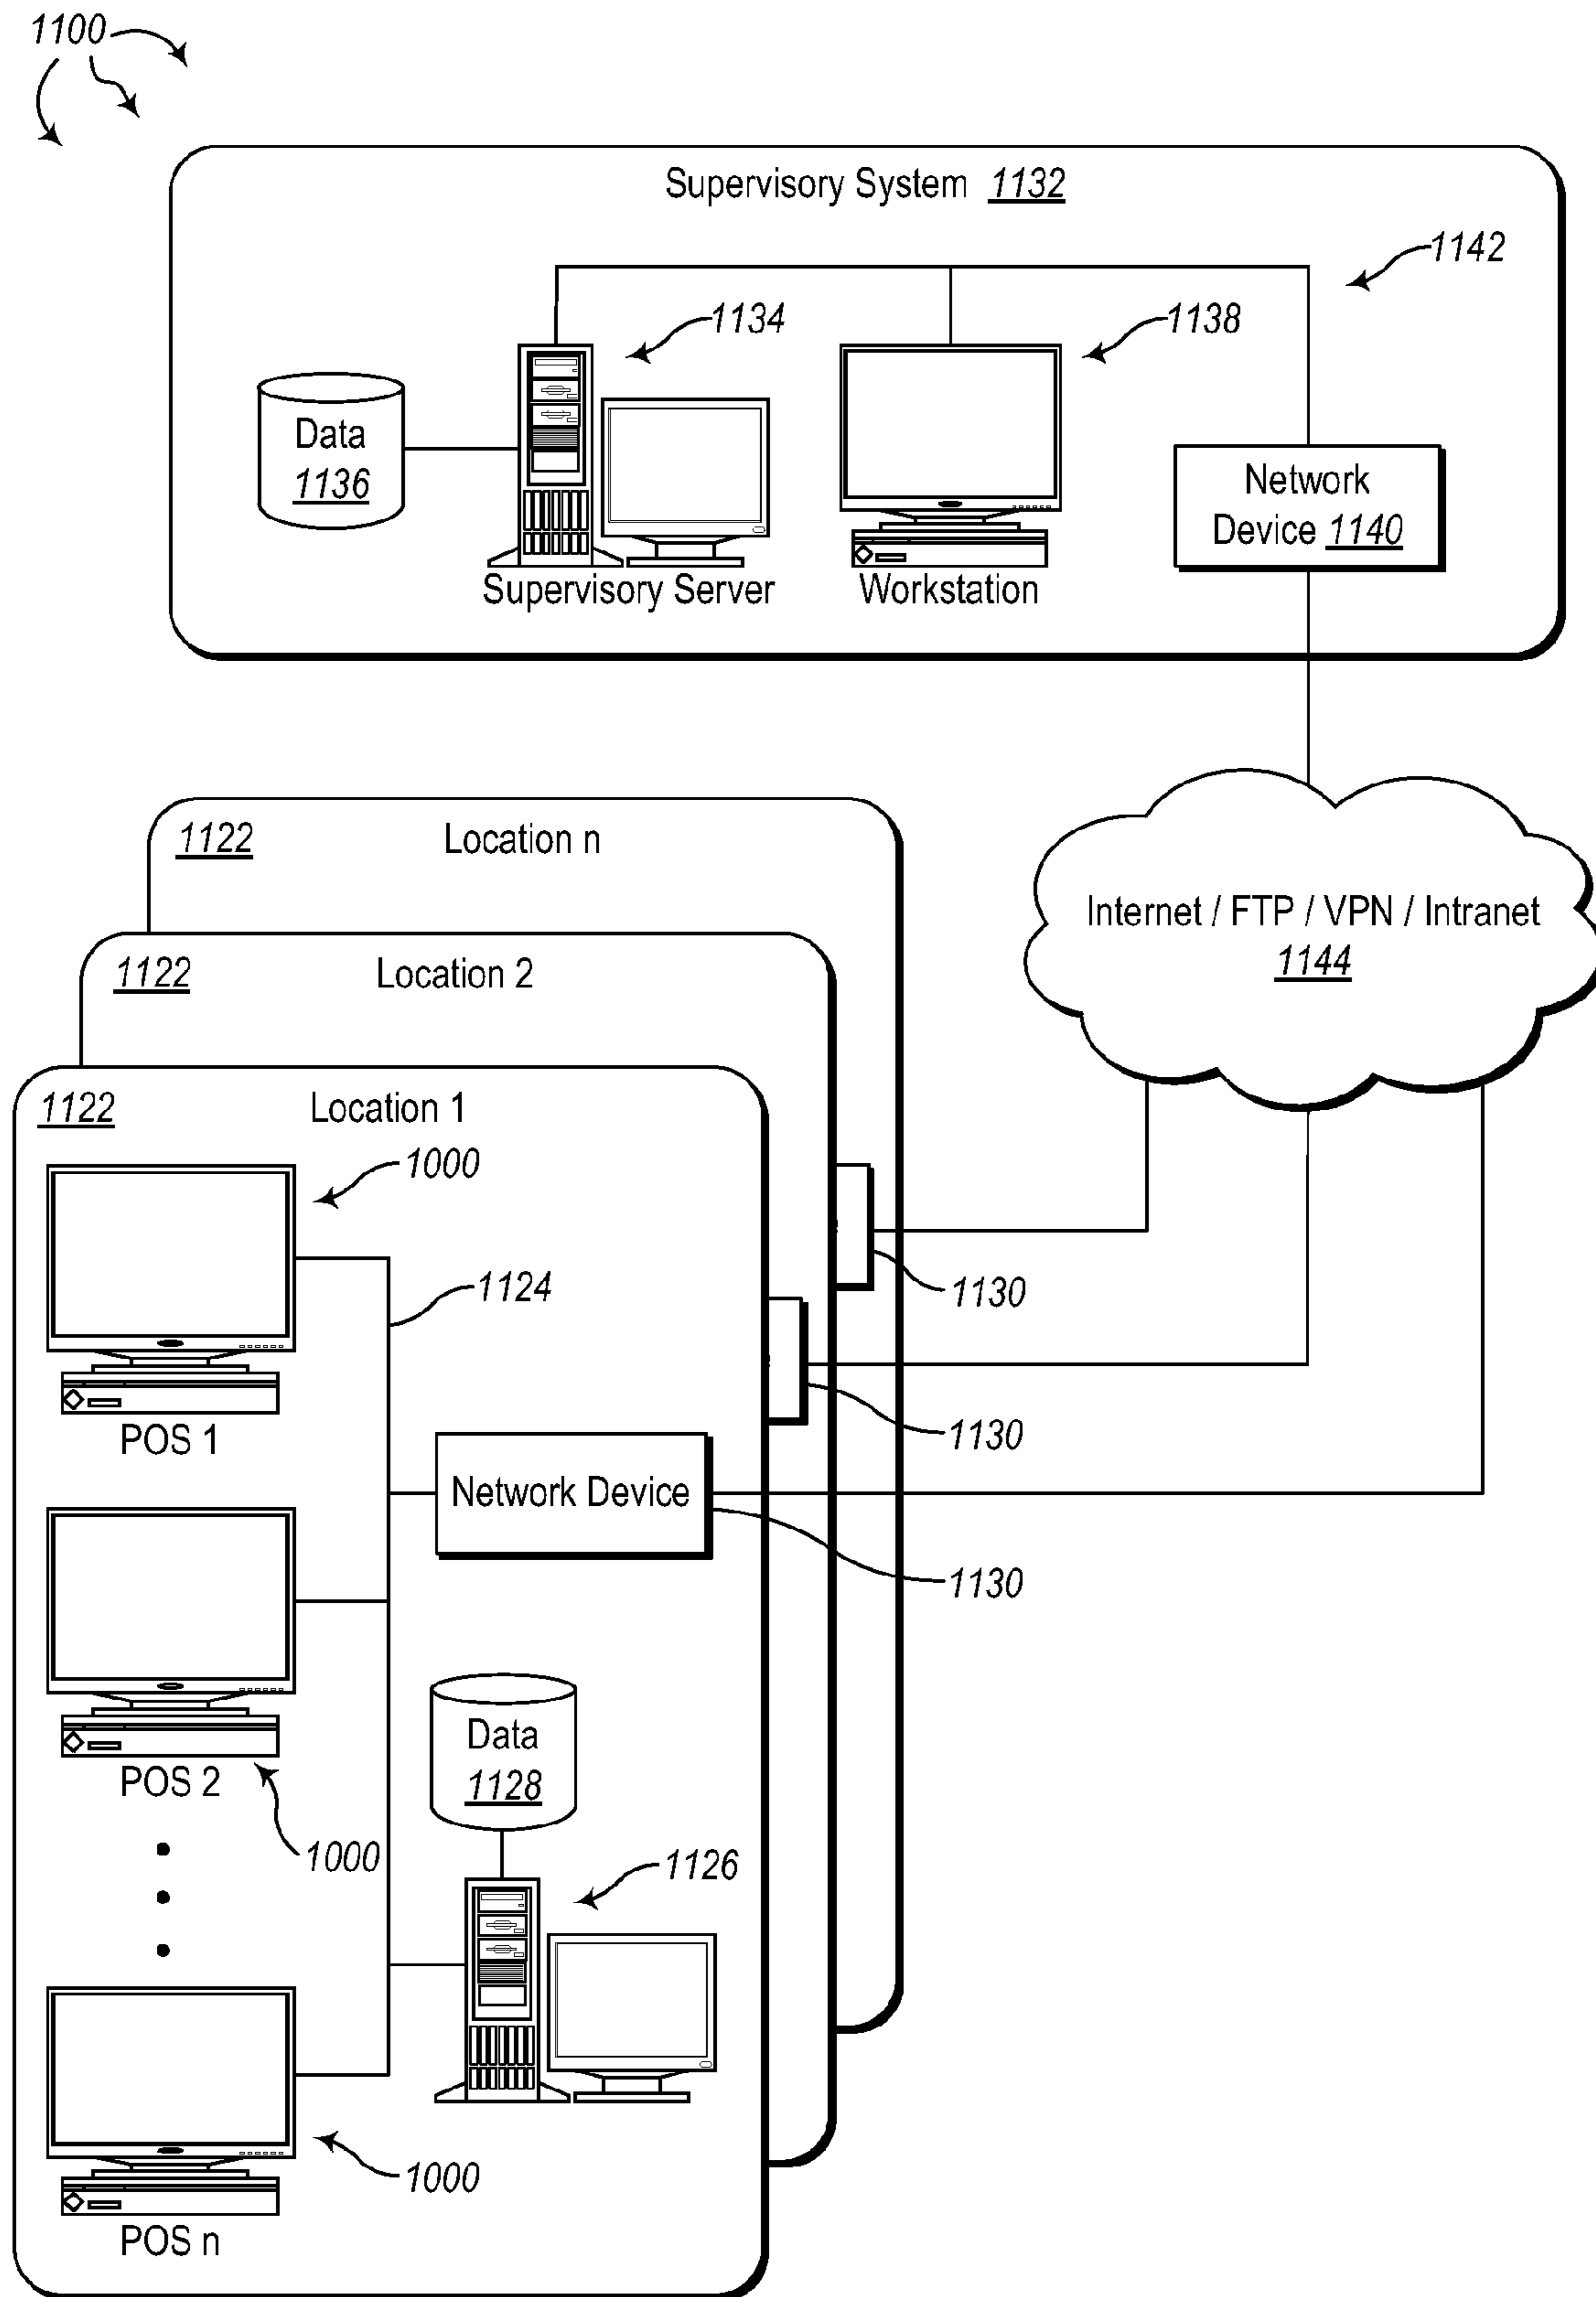 1100
Supervisory System 1132
1142
1134
1138
Data
1136
Network
Device 1140
Supervisory Server
Workstation
1122
Location n
Internet / FTP / VPN / Intranet
1144
1122
Location 2
1122
Location 1
1000
1124
1130
POS 1
1130
Network Device
1130
Data
1128
POS 2
1000
1126
1000
POS n